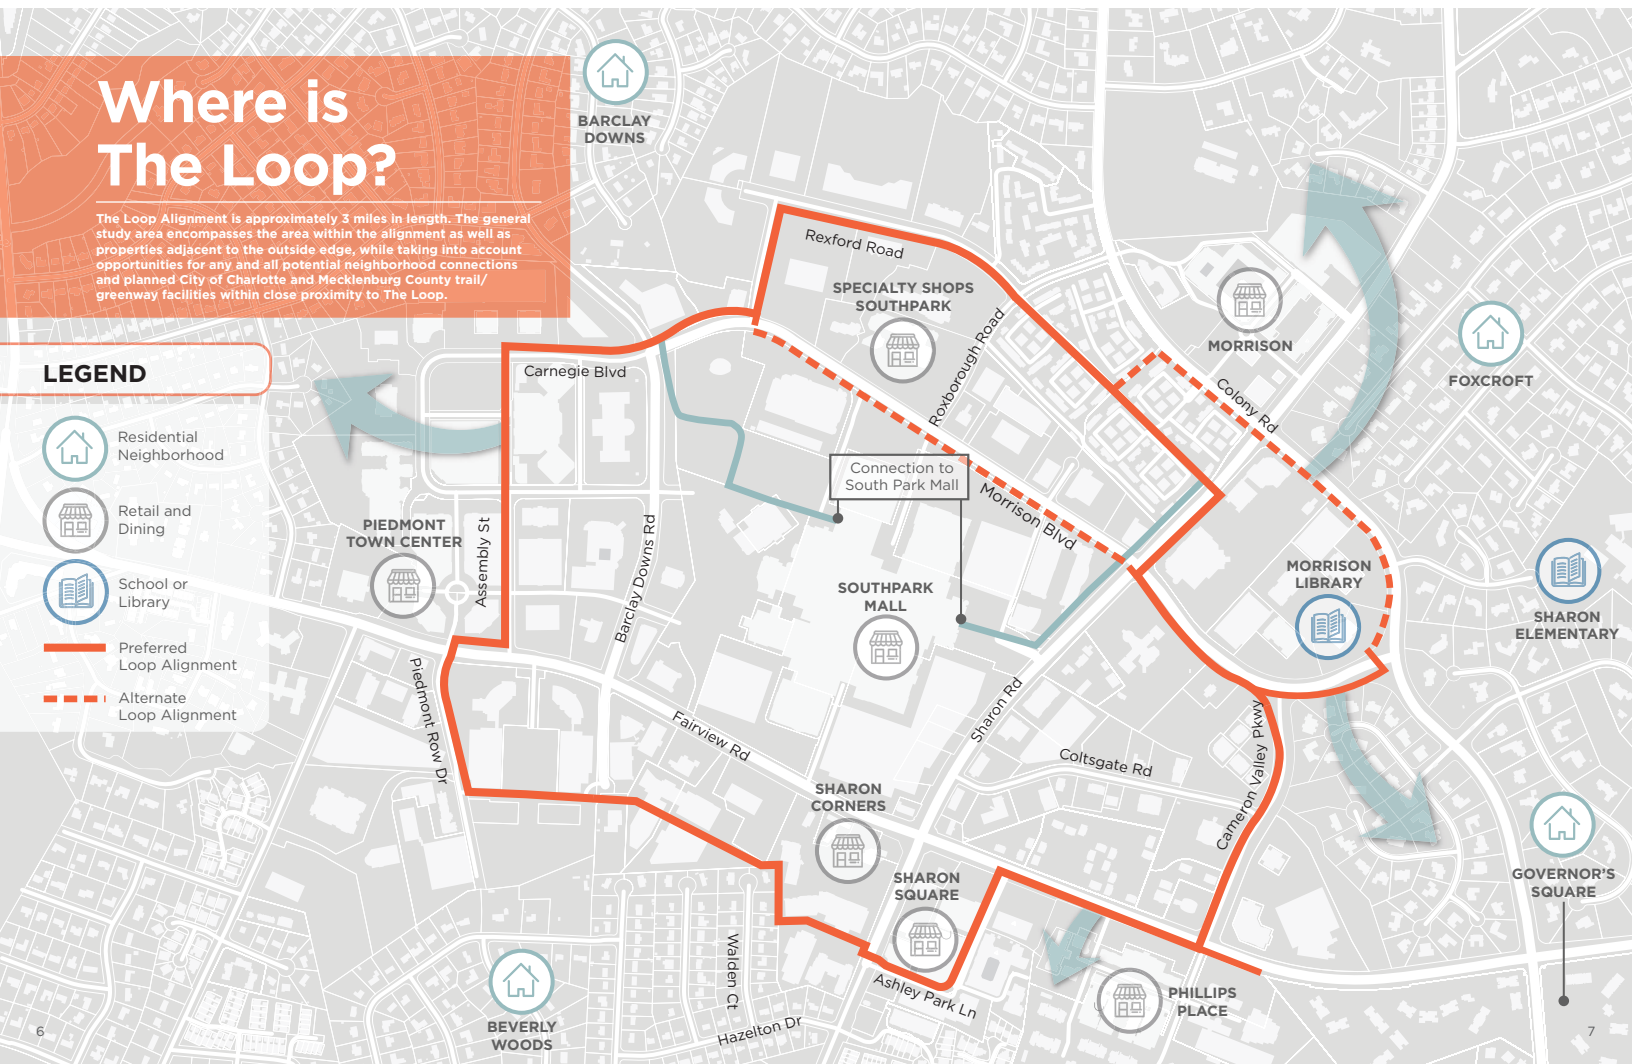 Where is
The Loop?
The Loop Alignment is approximately 3 miles in length. The general
study area encompasses the area within the alignment as well as
properties adjacent to the outside edge, while taking into account
opportunities for any and all potential neighborhood connections
and planned City of Charlotte and Mecklenburg County trail/
greenway facilities within close proximity to The Loop.
LEGEND
Residential
Neighborhood
Retail and
Dining
School or
Library
Preferred
Loop Alignment
Alternate
Loop Alignment
BARCLAY
DOWNS
Rexford Road
SPECIALTY SHOPS
SOUTHPARK
Roxborough Road
MORRISON
FOXCROFT
Colony Rd
Carnegie Blvd
Connection to
South Park Mall
Morrison Blvd
PIEDMONT
TOWN CENTER
Assembly St
Barclay Downs Rd
SOUTHPARK
MALL
MORRISON
LIBRARY
SHARON
ELEMENTARY
Piedmont Row Dr
Fairview Rd
Sharon Rd
Coltsgate Rd
Cameron Valley Pkwy
SHARON
CORNERS
SHARON
SQUARE
GOVERNOR'S
SQUARE
Walden Ct
Ashley Park Ln
Hazelton Dr
PHILLIPS
PLACE
BEVERLY
WOODS
6
7